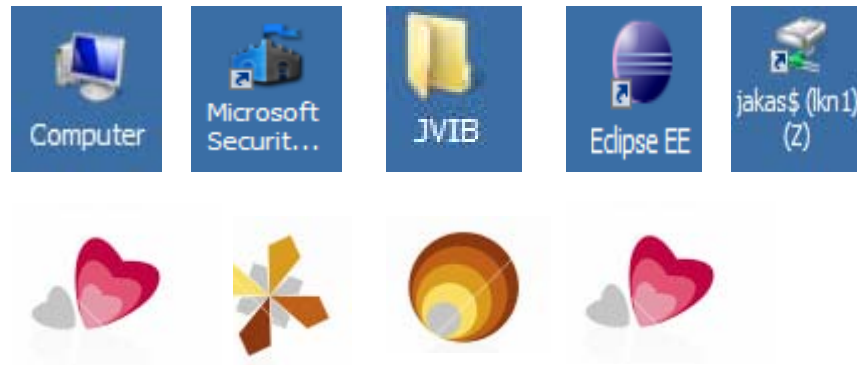 Computer
Microsoft
Securit...
JVIB
Eclipse EE
jakas$ (lkn1)
(Z)